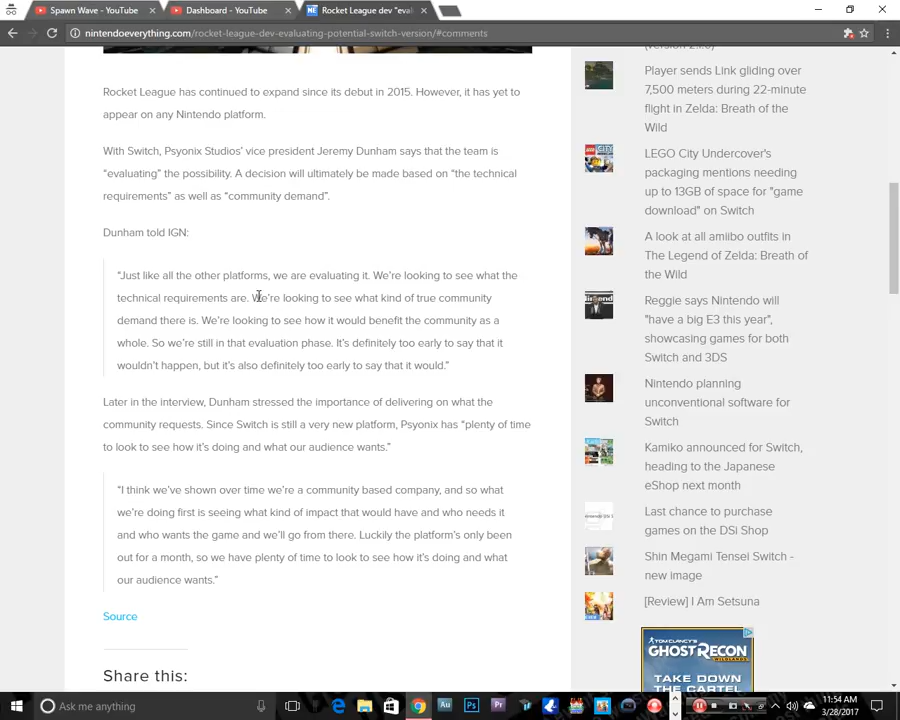 Spawn Wave - YouTube
Dashboard - YouTube
Rocket League dev "eval
nintendoeverything.com/rocket-league-dev-evaluating-potential-switch-version/#comments
Rocket League has continued to expand since its debut in 2015. However, it has yet to
appear on any Nintendo platform.
With Switch, Psyonix Studios’ vice president Jeremy Dunham says that the team is
“evaluating” the possibility. A decision will ultimately be made based on “the technical
requirements” as well as “community demand”.
Dunham told IGN:
“Just like all the other platforms, we are evaluating it. We’re looking to see what the
technical requirements are. We’re looking to see what kind of true community
demand there is. We’re looking to see how it would benefit the community as a
whole. So we’re still in that evaluation phase. It’s definitely too early to say that it
wouldn’t happen, but it’s also definitely too early to say that it would.”
Later in the interview, Dunham stressed the importance of delivering on what the
community requests. Since Switch is still a very new platform, Psyonix has “plenty of time
to look to see how it’s doing and what our audience wants.”
“I think we’ve shown over time we’re a community based company, and so what
we’re doing first is seeing what kind of impact that would have and who needs it
and who wants the game and we’ll go from there. Luckily the platform’s only been
out for a month, so we have plenty of time to look to see how it’s doing and what
our audience wants.”
Source
Share this:
(version 2.1.0)
Player sends Link gliding over
7,500 meters during 22-minute
flight in Zelda: Breath of the
Wild
LEGO City Undercover's
packaging mentions needing
up to 13GB of space for "game
download" on Switch
A look at all amiibo outfits in
The Legend of Zelda: Breath of
the Wild
Reggie says Nintendo will
"have a big E3 this year",
showcasing games for both
Switch and 3DS
Nintendo planning
unconventional software for
Switch
Kamiko announced for Switch,
heading to the Japanese
eShop next month
Last chance to purchase
games on the DSi Shop
Shin Megami Tensei Switch -
new image
[Review] I Am Setsuna
TOM CLANCY'S
GHOST RECON
WILDLANDS
TAKE DOWN
THE CARTEL
Ask me anything
Au
Ps
Pr
11:54 AM
3/28/2017